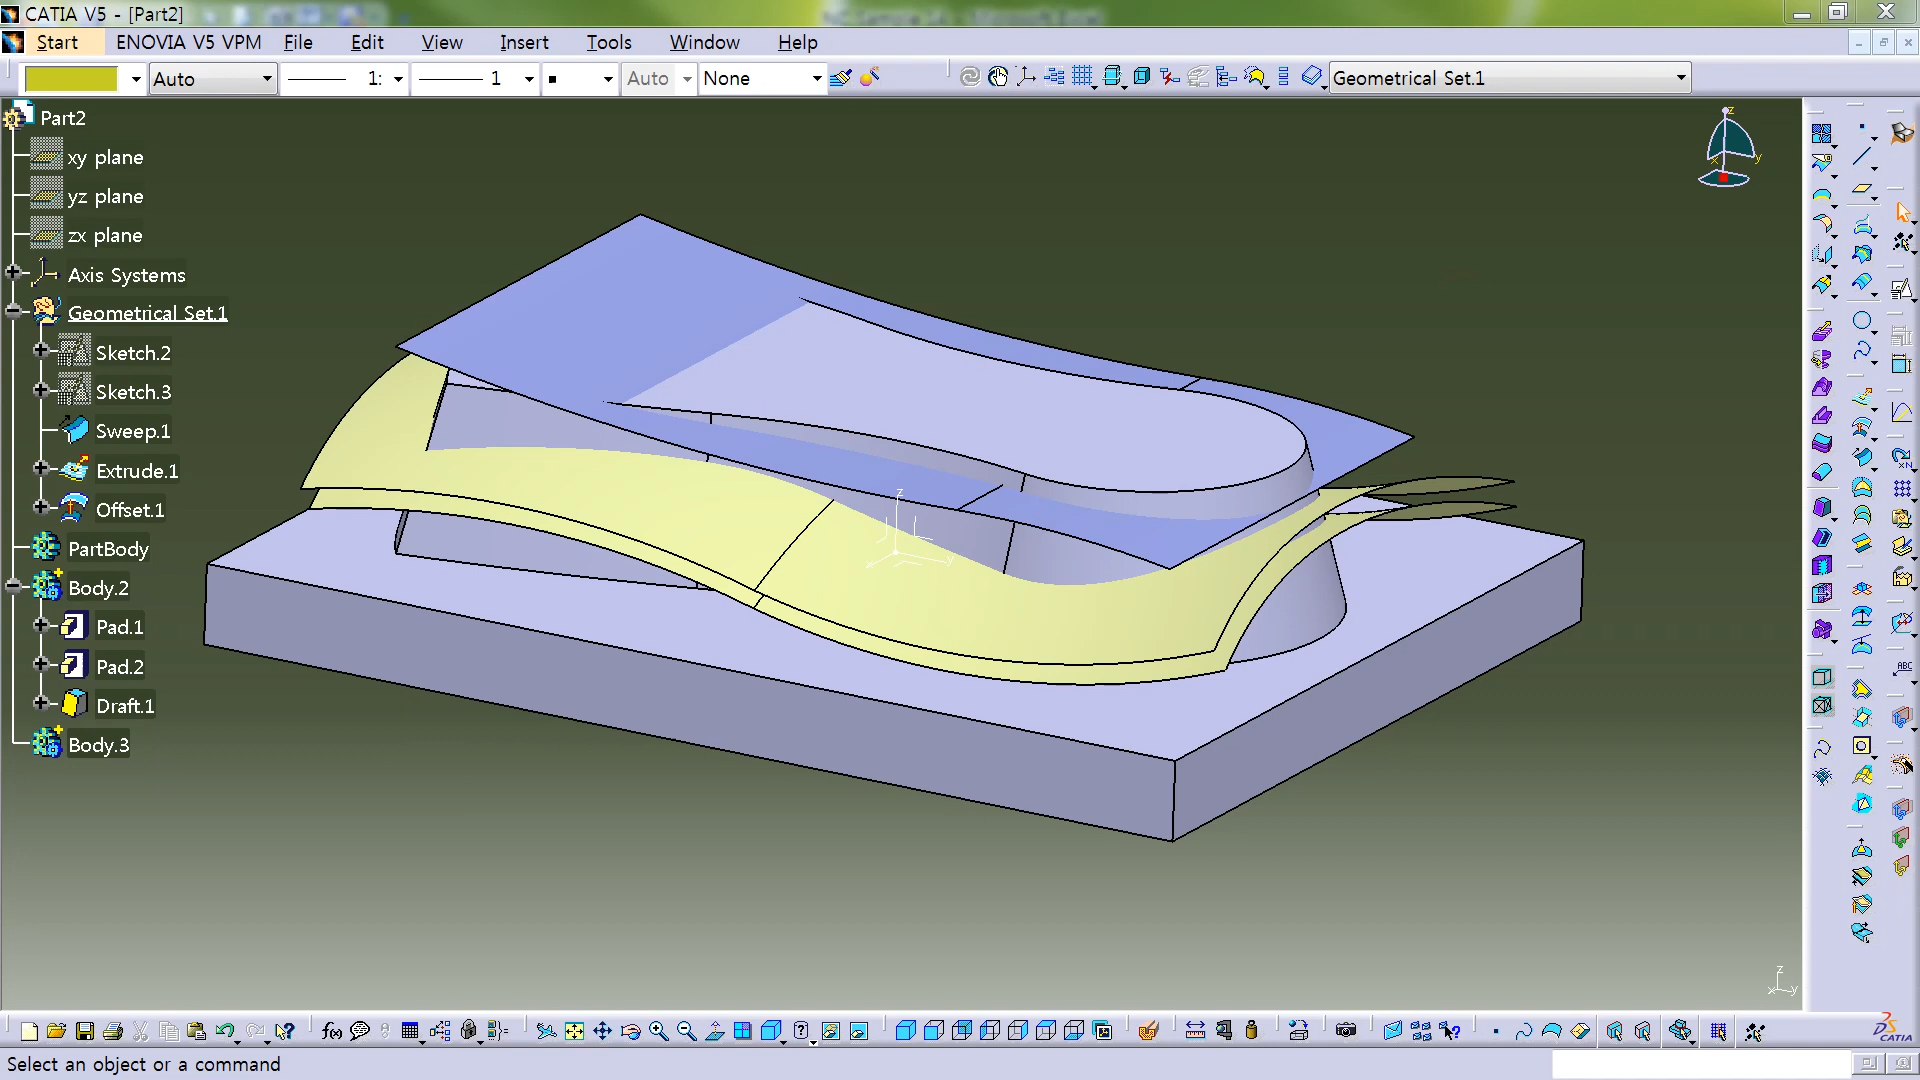 CATIA V5 - [Part2]
Start ENOVIA V5 VPM File Edit View Insert Tools Window Help
Auto 1: 1 Auto None Geometrical Set.1
Part2
xy plane
yz plane
zx plane
Axis Systems
Geometrical Set.1
Sketch.2
Sketch.3
Sweep.1
Extrude.1
Offset.1
PartBody
Body.2
Pad.1
Pad.2
Draft.1
Body.3
z
x
y
z
y
z
x
y
ABC
f(x)
CATIA
Select an object or a command